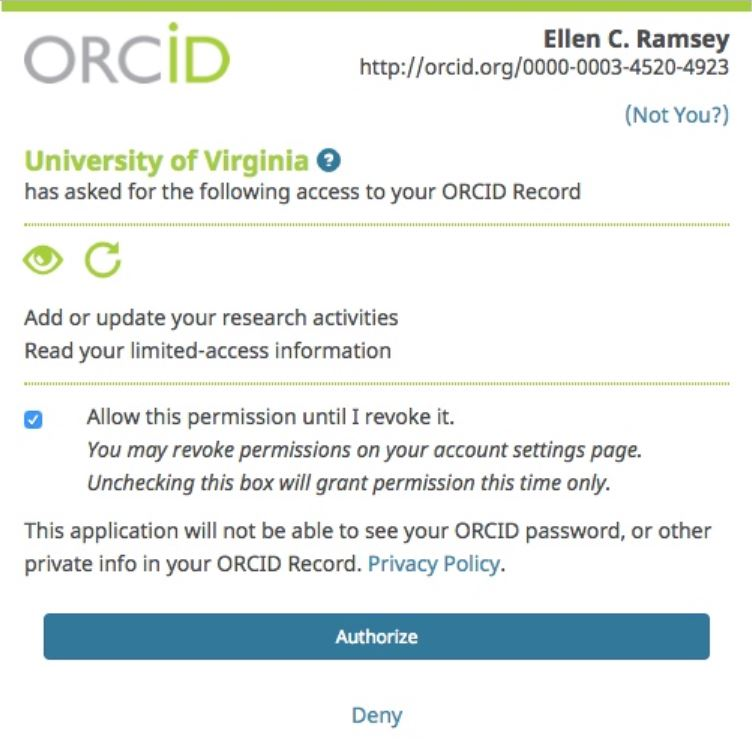 ORCiD
Ellen C. Ramsey
http://orcid.org/0000-0003-4520-4923
(Not You?)
University of Virginia ?
has asked for the following access to your ORCID Record
Add or update your research activities
Read your limited-access information
Allow this permission until I revoke it.
You may revoke permissions on your account settings page.
Unchecking this box will grant permission this time only.
This application will not be able to see your ORCID password, or other
private info in your ORCID Record. Privacy Policy.
Authorize
Deny